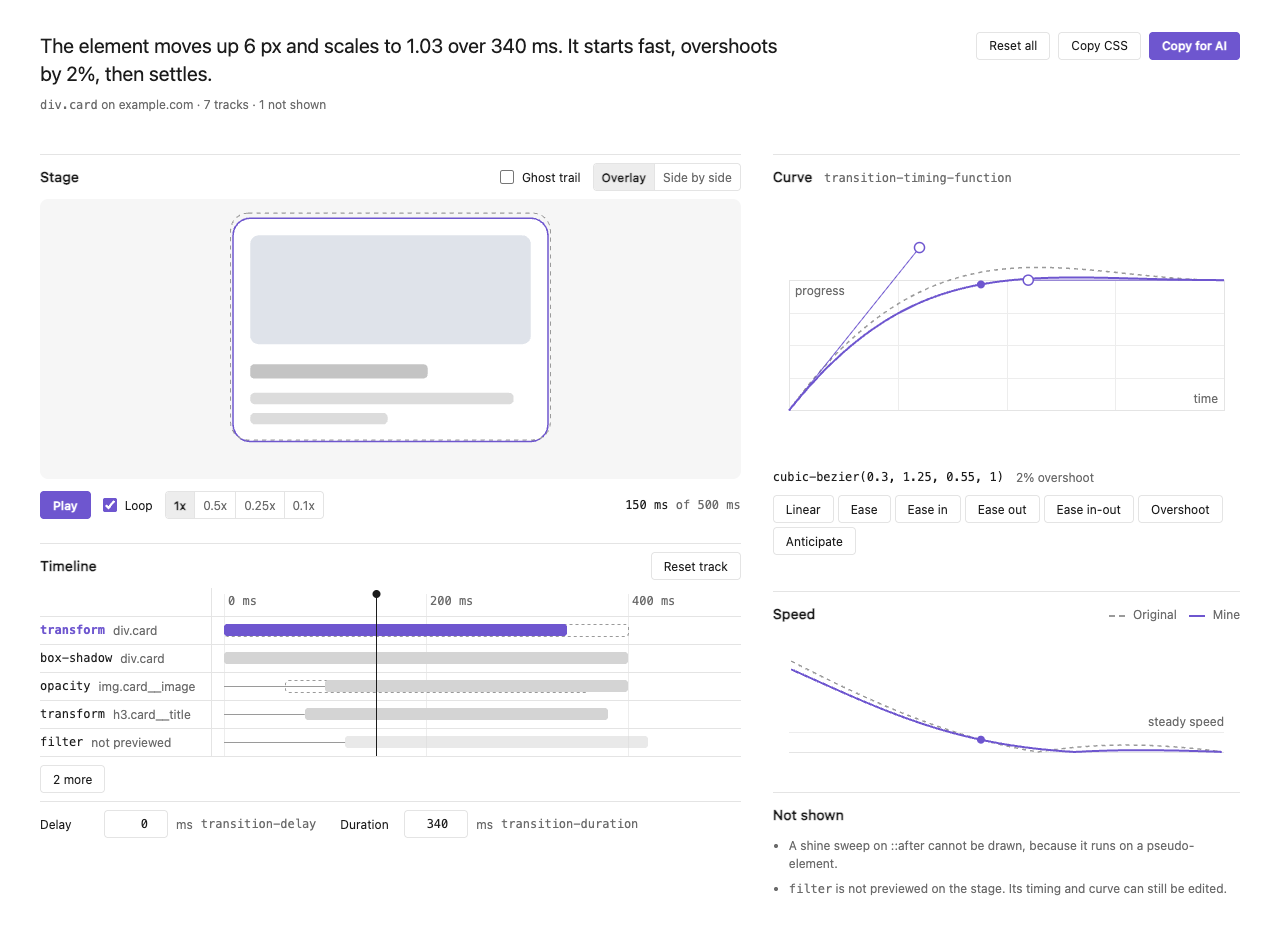 The element moves up 6 px and scales to 1.03 over 340 ms. It starts fast, overshoots
by 2%, then settles.
div.card on example.com · 7 tracks · 1 not shown
Reset all
Copy CSS
Copy for AI
Stage
Ghost trail
Overlay
Side by side
Play
Loop
1x
0.5x
0.25x
0.1x
150 ms of 500 ms
Timeline
Reset track
0 ms
200 ms
400 ms
transform div.card
box-shadow div.card
opacity img.card__image
transform h3.card__title
filter not previewed
2 more
Delay
0
ms transition-delay
Duration
340
ms transition-duration
Curve transition-timing-function
progress
time
cubic-bezier(0.3, 1.25, 0.55, 1) 2% overshoot
Linear
Ease
Ease in
Ease out
Ease in-out
Overshoot
Anticipate
Speed
Original
Mine
steady speed
Not shown
• A shine sweep on ::after cannot be drawn, because it runs on a pseudo-
element.
• filter is not previewed on the stage. Its timing and curve can still be edited.